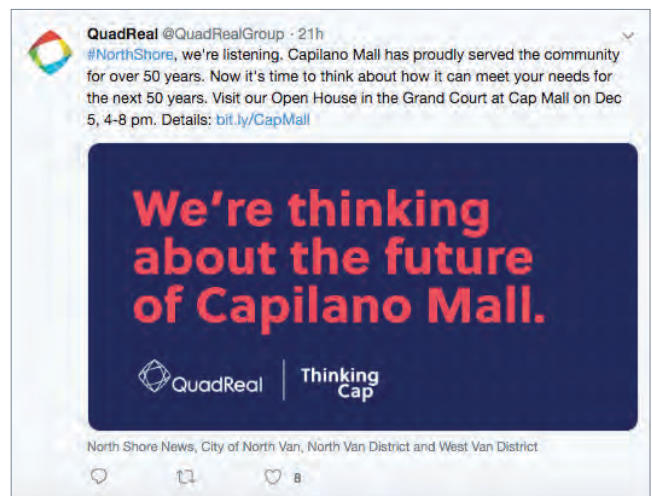 QuadReal @QuadRealGroup · 21h
#NorthShore, we're listening. Capilano Mall has proudly served the community
for over 50 years. Now it's time to think about how it can meet your needs for
the next 50 years. Visit our Open House in the Grand Court at Cap Mall on Dec
5, 4-8 pm. Details: bit.ly/CapMall
We're thinking
about the future
of Capilano Mall.
QuadReal | Thinking
Cap
North Shore News, City of North Van, North Van District and West Van District
8